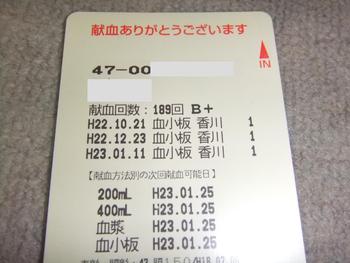 献血ありがとうございます
IN
47-00
献血回数：189回 B+
H22.10.21 血小板 香川 1
H22.12.23 血小板 香川 1
H23.01.11 血小板 香川 1
【献血方法別の次回献血可能日】
200mL H23.01.25
400mL H23.01.25
血漿 H23.01.25
血小板 H23.01.25